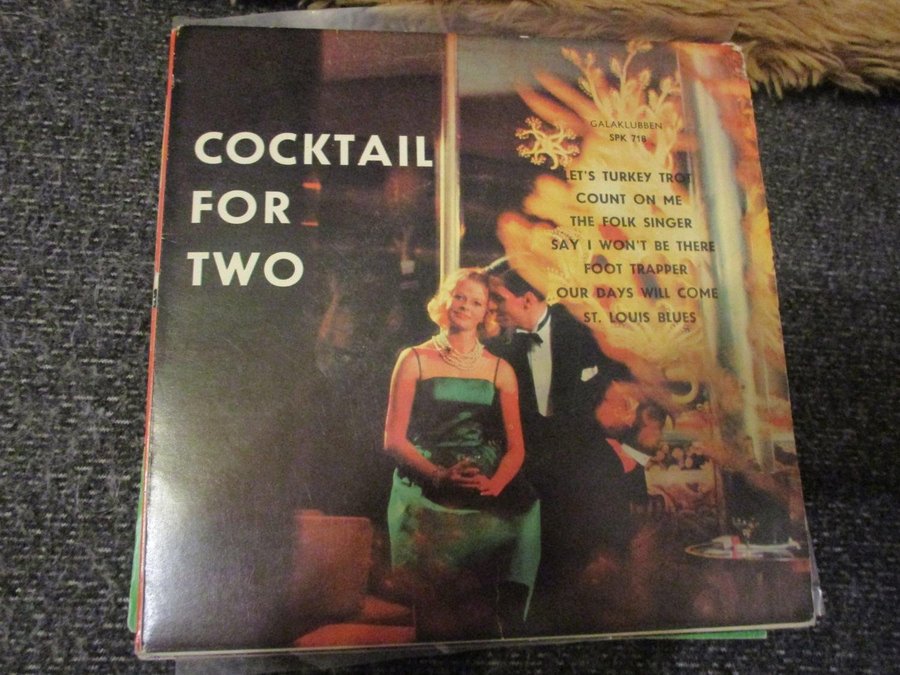 COCKTAIL
FOR
TWO
GALAKLUBBEN
SPK 718
LET'S TURKEY TROT
COUNT ON ME
THE FOLK SINGER
SAY I WON'T BE THERE
FOOT TRAPPER
OUR DAYS WILL COME
ST. LOUIS BLUES